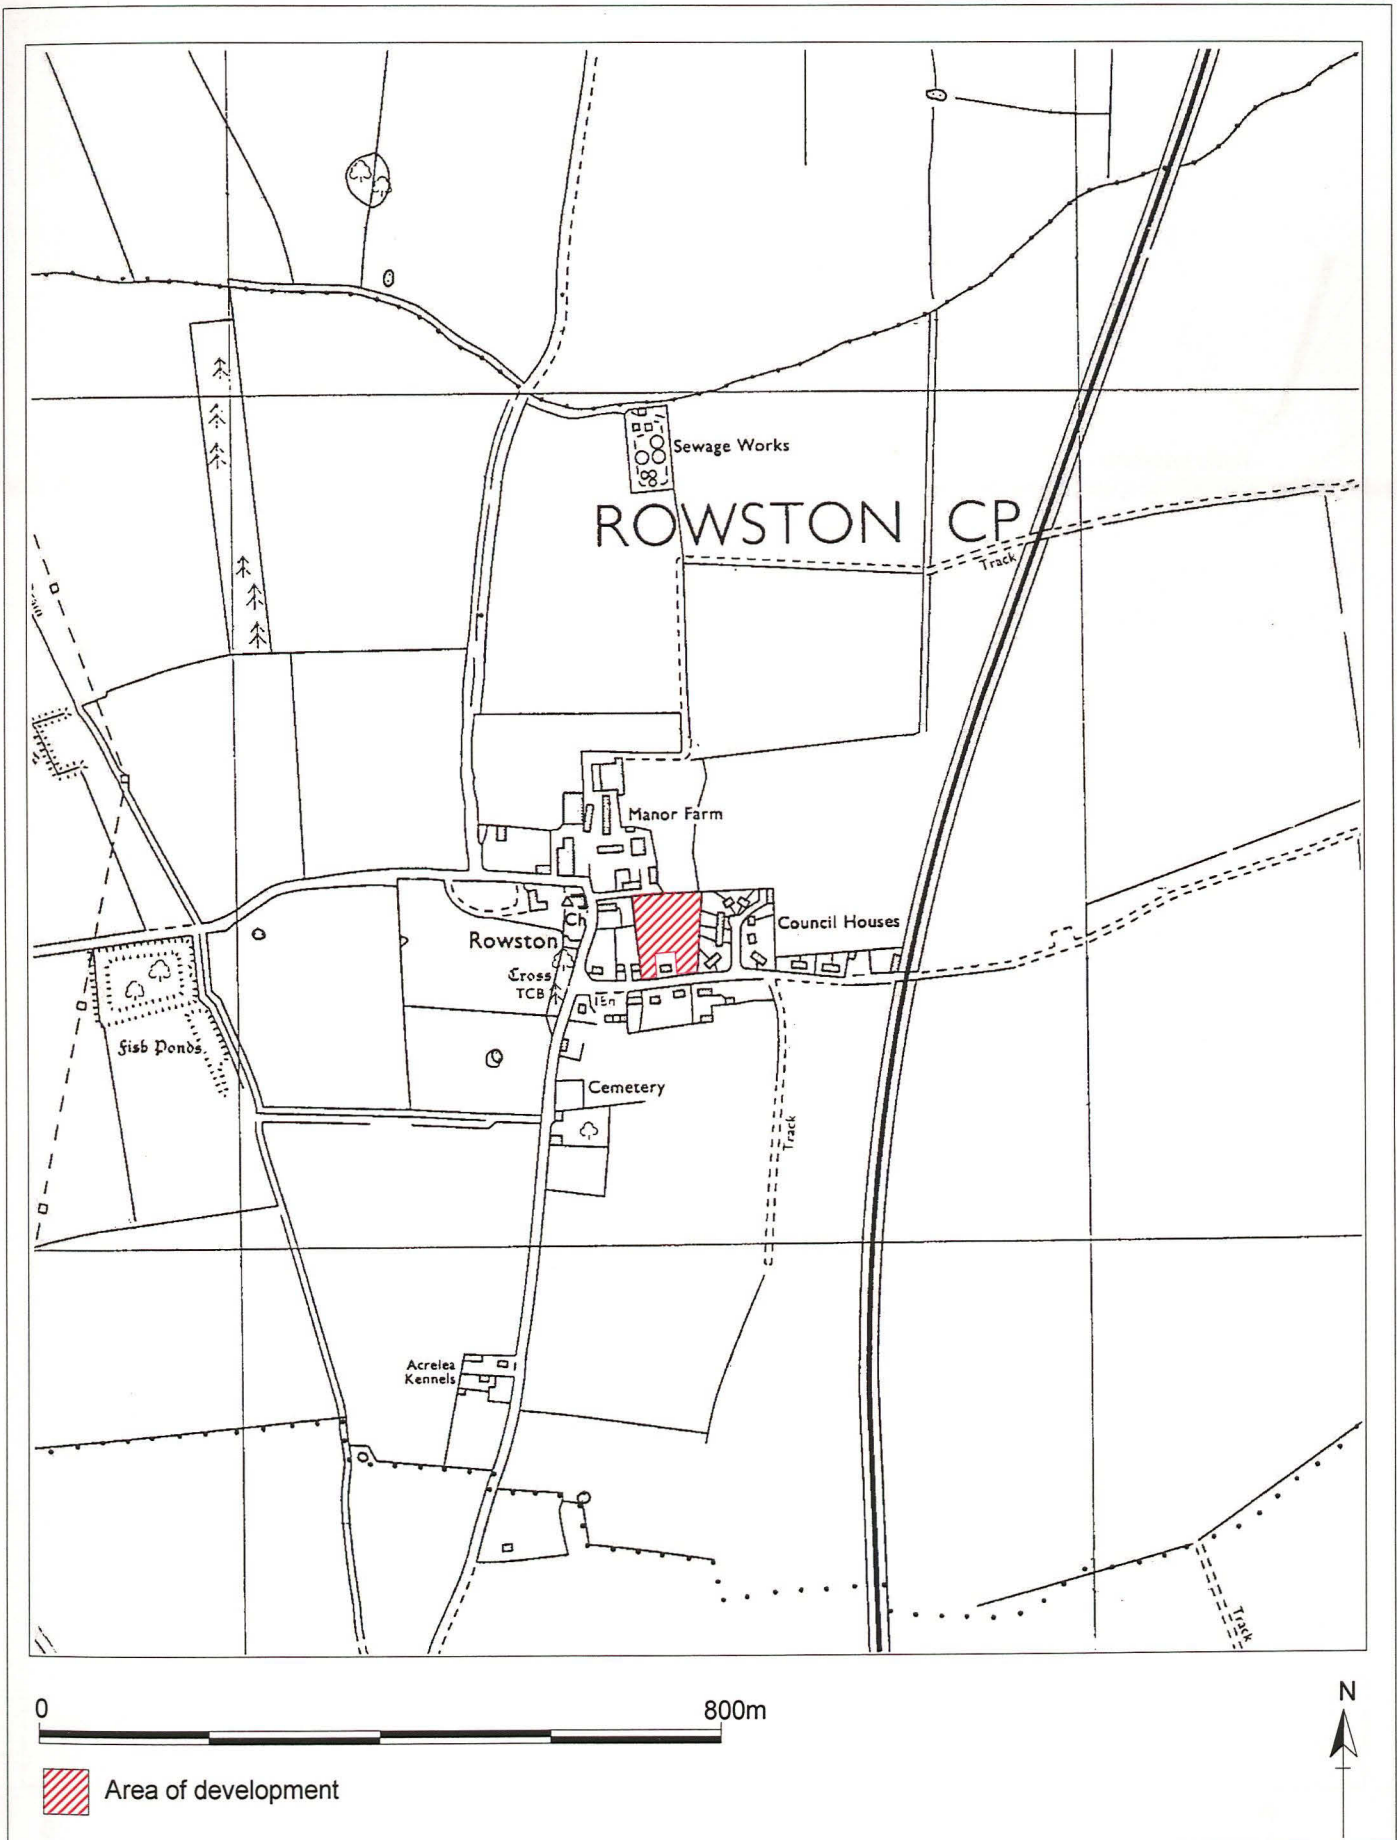 Sewage Works
ROWSTON CP
Track
Manor Farm
Ch
Rowston
Council Houses
Cross
TCB
Fish Ponds
Cemetery
Track
Acrelea
Kennels
Track
0
800m
N
Area of development